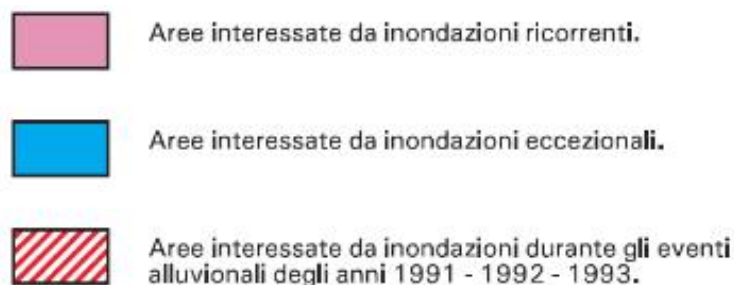 Aree interessate da inondazioni ricorrenti.
Aree interessate da inondazioni eccezionali.
Aree interessate da inondazioni durante gli eventi
alluvionali degli anni 1991 - 1992 - 1993.